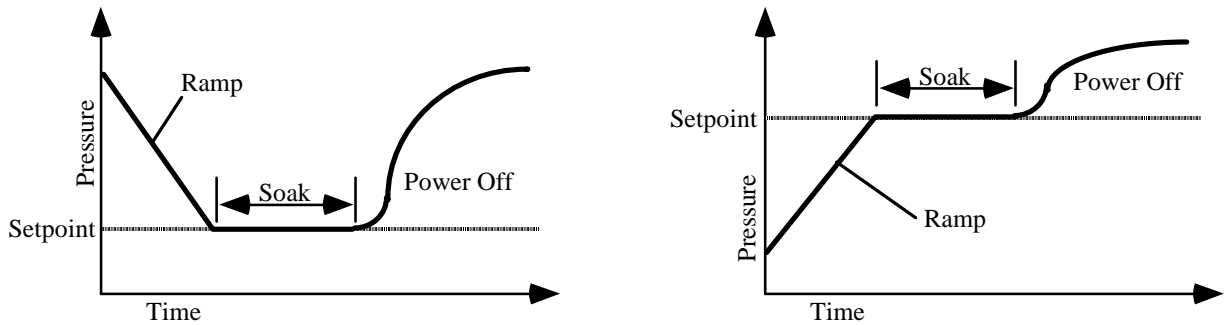 Ramp
Pressure
Soak
Power Off
Setpoint
Time
Soak
Power Off
Setpoint
Pressure
Ramp
Time